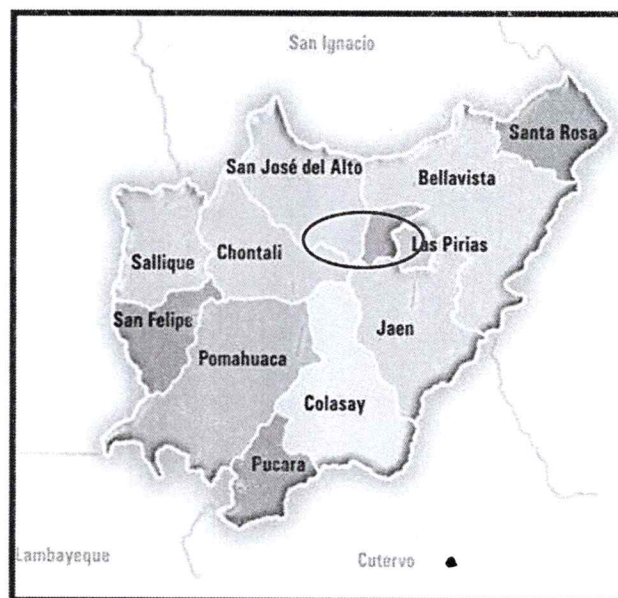 San Ignacio
Santa Rosa
San José del Alto
Bellavista
Sallique
Chontali
Las Pirias
San Felipe
Jaen
Pomahuaca
Colasay
Pucara
Lambayeque
Cutervo